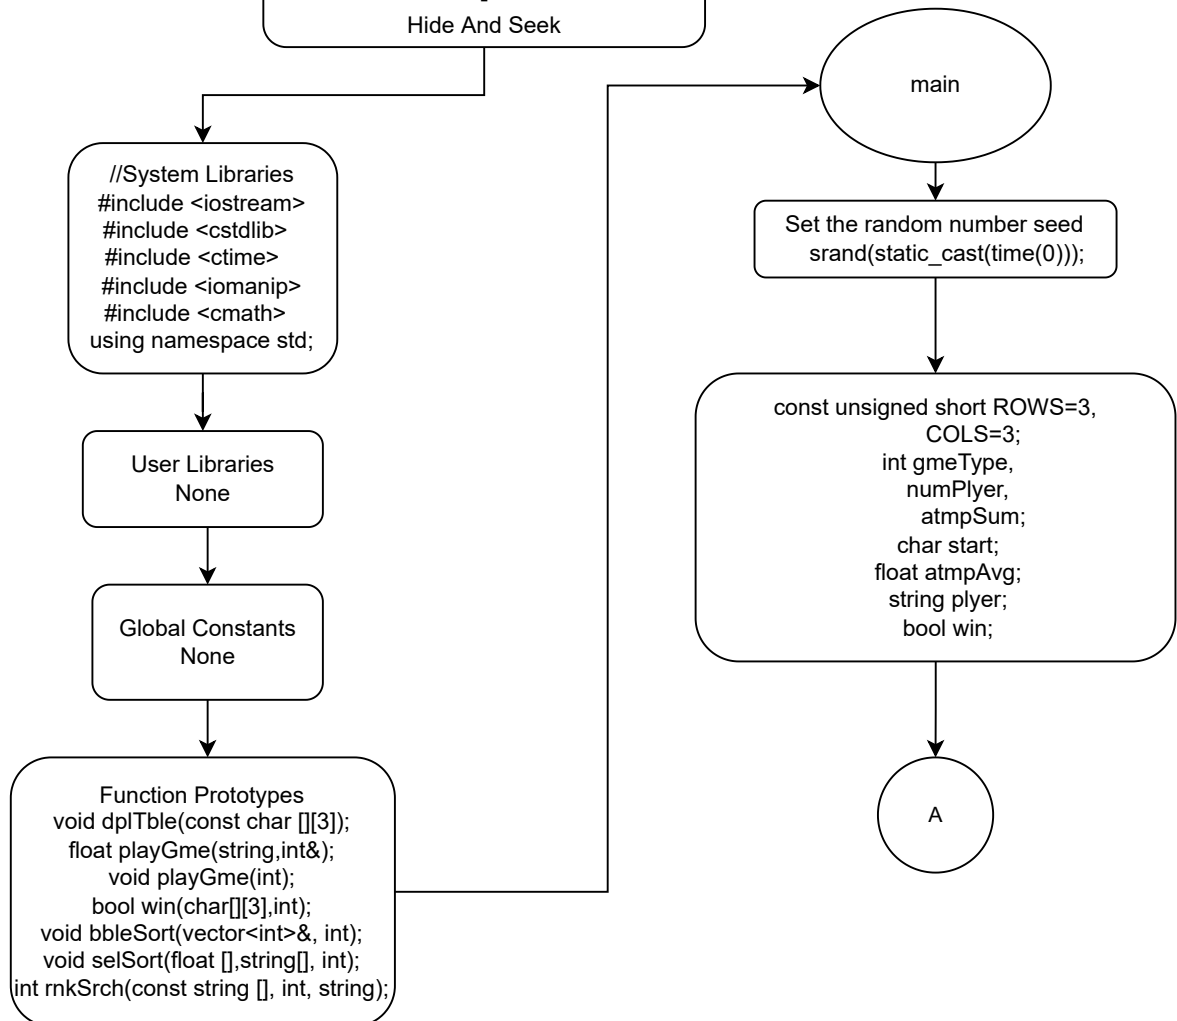 Hide And Seek
//System Libraries
#include <iostream>
#include <cstdlib>
#include <ctime>
#include <iomanip>
#include <cmath>
using namespace std;
User Libraries
None
Global Constants
None
Function Prototypes
void dplTble(const char [][3]);
float playGme(string,int&);
void playGme(int);
bool win(char[][3],int);
void bbleSort(vector<int>&, int);
void selSort(float [],string[], int);
int rnkSrch(const string [], int, string);
main
Set the random number seed
srand(static_cast(time(0)));
const unsigned short ROWS=3,
COLS=3;
int gmeType,
numPlyer,
atmpSum;
char start;
float atmpAvg;
string plyer;
bool win;
A